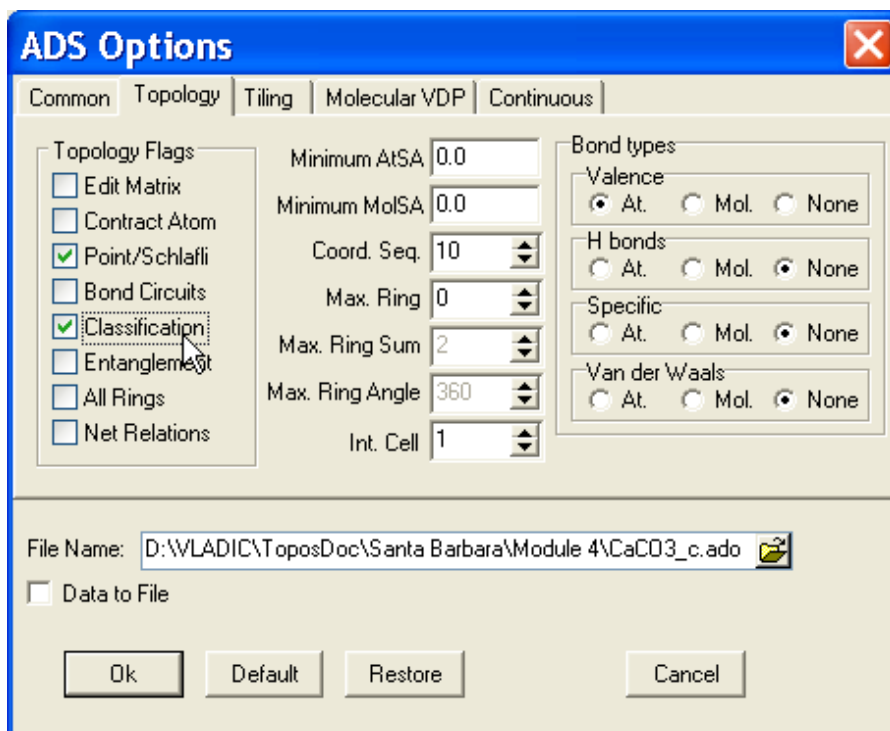 ADS Options
Common Topology Tiling Molecular VDP Continuous
Topology Flags
Edit Matrix
Contract Atom
Point/Schlafli
Bond Circuits
Classification
Entanglement
All Rings
Net Relations
Minimum AtSA 0.0
Minimum MolSA 0.0
Coord. Seq. 10
Max. Ring 0
Max. Ring Sum 2
Max. Ring Angle 360
Int. Cell 1
Bond types
Valence
At. Mol. None
H bonds
At. Mol. None
Specific
At. Mol. None
Van der Waals
At. Mol. None
File Name: D:\VLADIC\ToposDoc\Santa Barbara\Module 4\CaCO3_c.ado
Data to File
Ok Default Restore Cancel